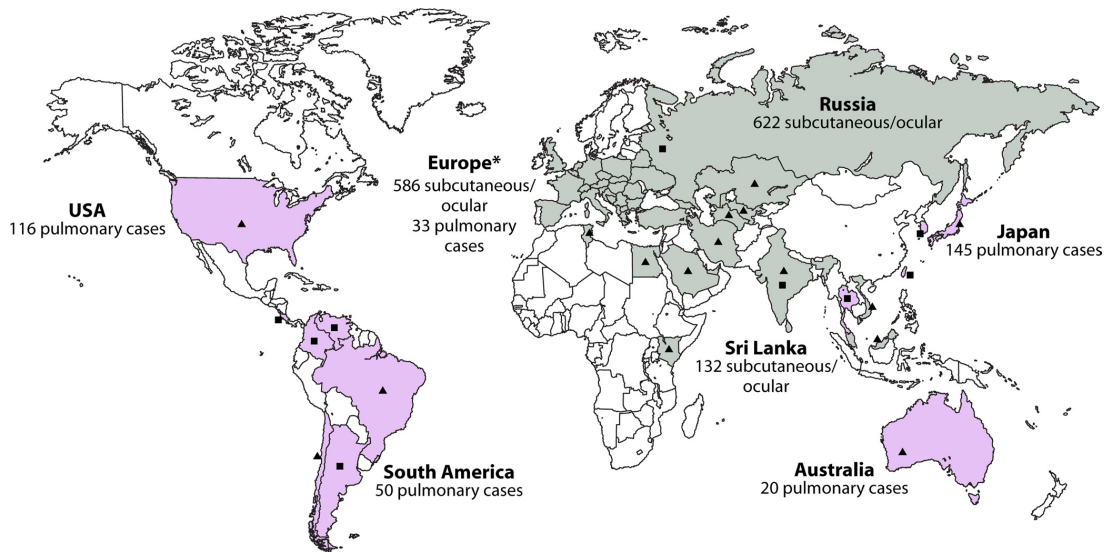 Russia
622 subcutaneous/ocular
Europe*
586 subcutaneous/
ocular
33 pulmonary
cases
USA
116 pulmonary cases
Japan
145 pulmonary cases
Sri Lanka
132 subcutaneous/
ocular
South America
50 pulmonary cases
Australia
20 pulmonary cases